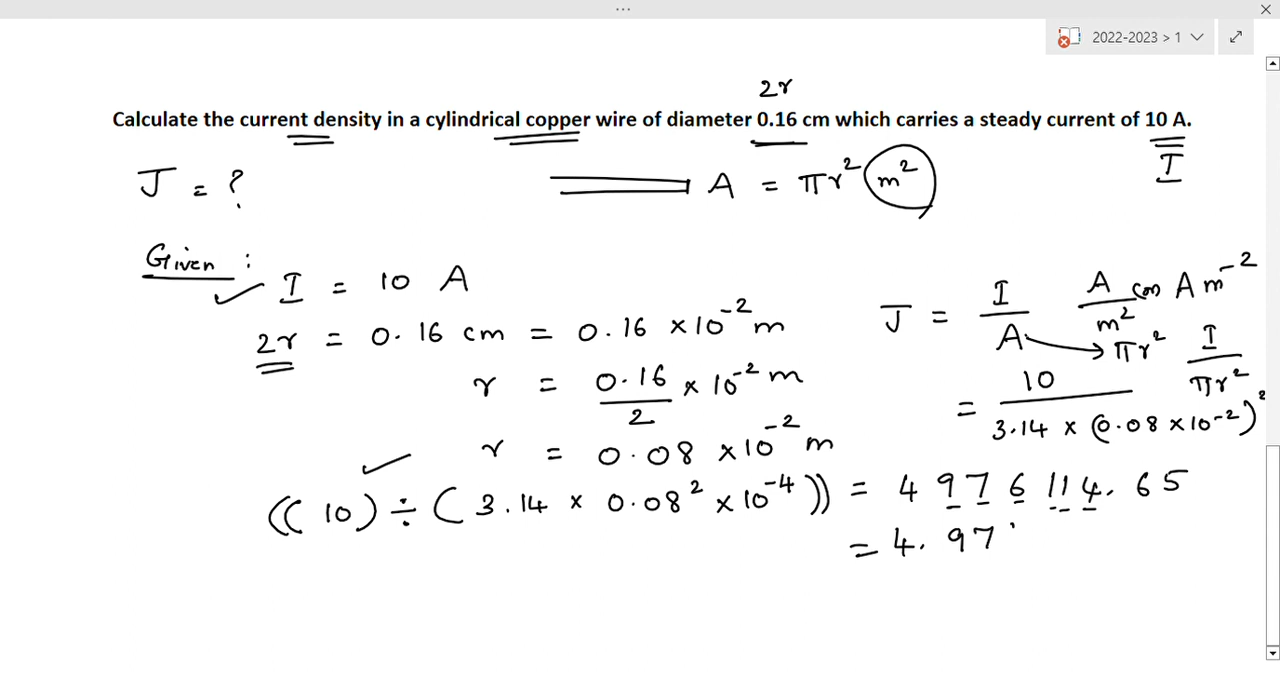 2022-2023 > 1
2r
Calculate the current density in a cylindrical copper wire of diameter 0.16 cm which carries a steady current of 10 A.
I
J = ?
A = πr² (m²)
Given :
I = 10 A
2r = 0.16 cm = 0.16 × 10⁻² m
r = 0.16/2 × 10⁻² m
r = 0.08 × 10⁻² m
J = I/A A/m² (or) A m⁻²
πr² I/πr²
= 10/3.14 × (0.08 × 10⁻²)²
((10) ÷ (3.14 × 0.08² × 10⁻⁴)) = 4976114.65
= 4.97